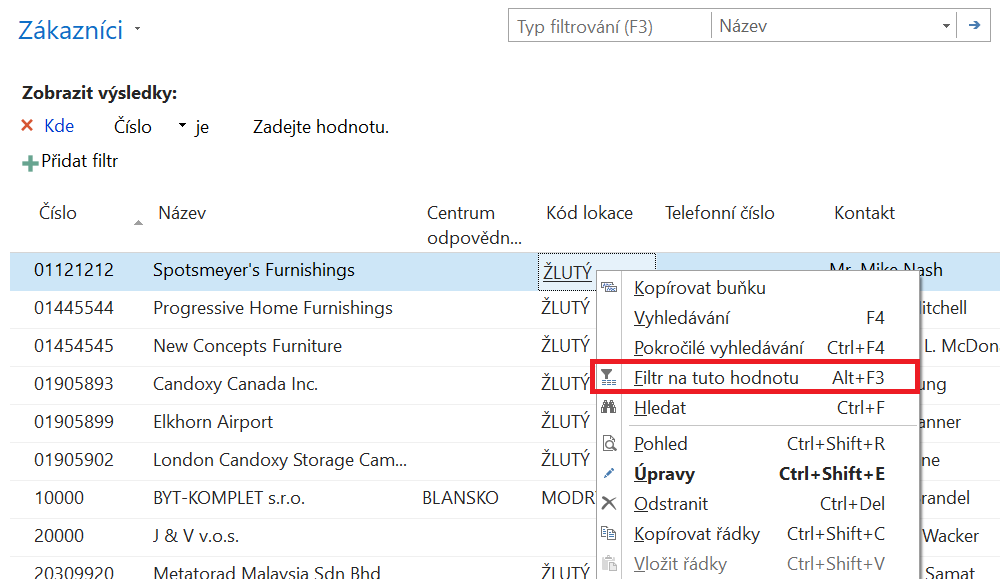 Zákazníci
Typ filtrování (F3) Název
Zobrazit výsledky:
Kde Číslo je Zadejte hodnotu.
Přidat filtr
Číslo Název Centrum odpovědn... Kód lokace Telefonní číslo Kontakt
01121212 Spotsmeyer's Furnishings ŽLUTÝ Mr. Mike Nash
01445544 Progressive Home Furnishings ŽLUTÝ itchell
01454545 New Concepts Furniture ŽLUTÝ L. McDon
01905893 Candoxy Canada Inc. ŽLUTÝ ung
01905899 Elkhorn Airport ŽLUTÝ anner
01905902 London Candoxy Storage Cam... ŽLUTÝ ne
10000 BYT-KOMPLET s.r.o. BLANSKO MODR randel
20000 J & V v.o.s. Wacker
20309920 Metatorad Malaysia Sdn Bhd ŽLUTÝ Samat
Kopírovat buňku
Vyhledávání F4
Pokročilé vyhledávání Ctrl+F4
Filtr na tuto hodnotu Alt+F3
Hledat Ctrl+F
Pohled Ctrl+Shift+R
Úpravy Ctrl+Shift+E
Odstranit Ctrl+Del
Kopírovat řádky Ctrl+Shift+C
Vložit řádky Ctrl+Shift+V